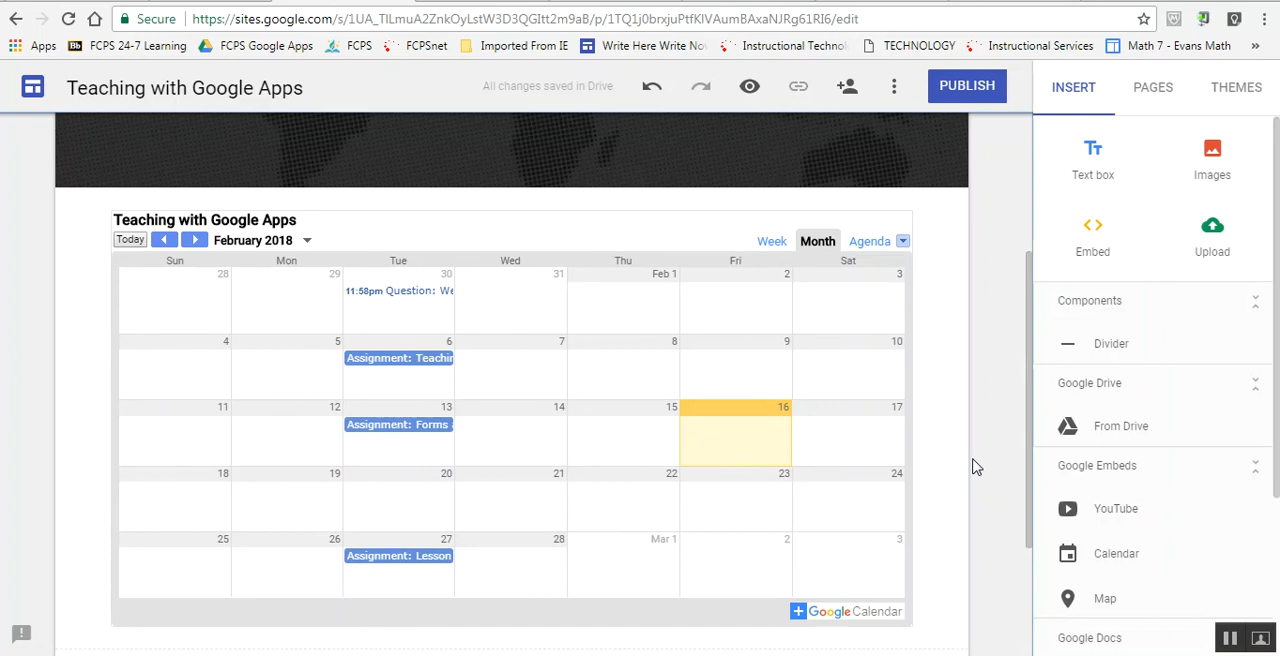 Secure https://sites.google.com/s/1UA_TlLmuA2ZnkOyLstW3D3QGItt2m9aB/p/1TQ1j0brxjuPtfKIVAumBAxaNJRg61RI6/edit
Apps Bb FCPS 24-7 Learning FCPS Google Apps FCPS FCPSnet Imported From IE Write Here Write No Instructional Technol TECHNOLOGY Instructional Services Math 7 - Evans Math »
Teaching with Google Apps All changes saved in Drive PUBLISH INSERT PAGES THEMES
Tt
Text box Images
Embed Upload
Components
Divider
Google Drive
From Drive
Google Embeds
YouTube
Calendar
Map
Google Docs
Teaching with Google Apps
Today February 2018 Week Month Agenda
Sun Mon Tue Wed Thu Fri Sat
28 29 30 31 Feb 1 2 3
11:58pm Question: We
4 5 6 7 8 9 10
Assignment: Teachin
11 12 13 14 15 16 17
Assignment: Forms
18 19 20 21 22 23 24
25 26 27 28 Mar 1 2 3
Assignment: Lesson
+ Google Calendar